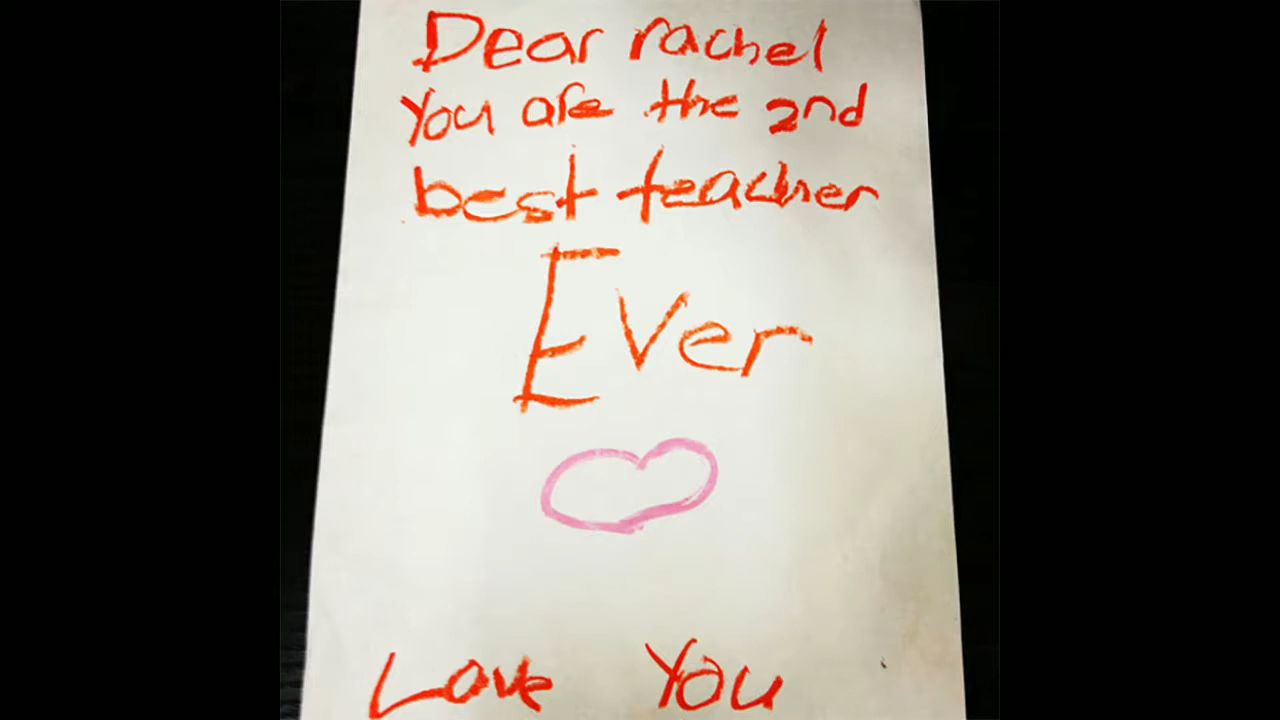 Dear rachel
You are the 2nd
best teacher
Ever
Love You